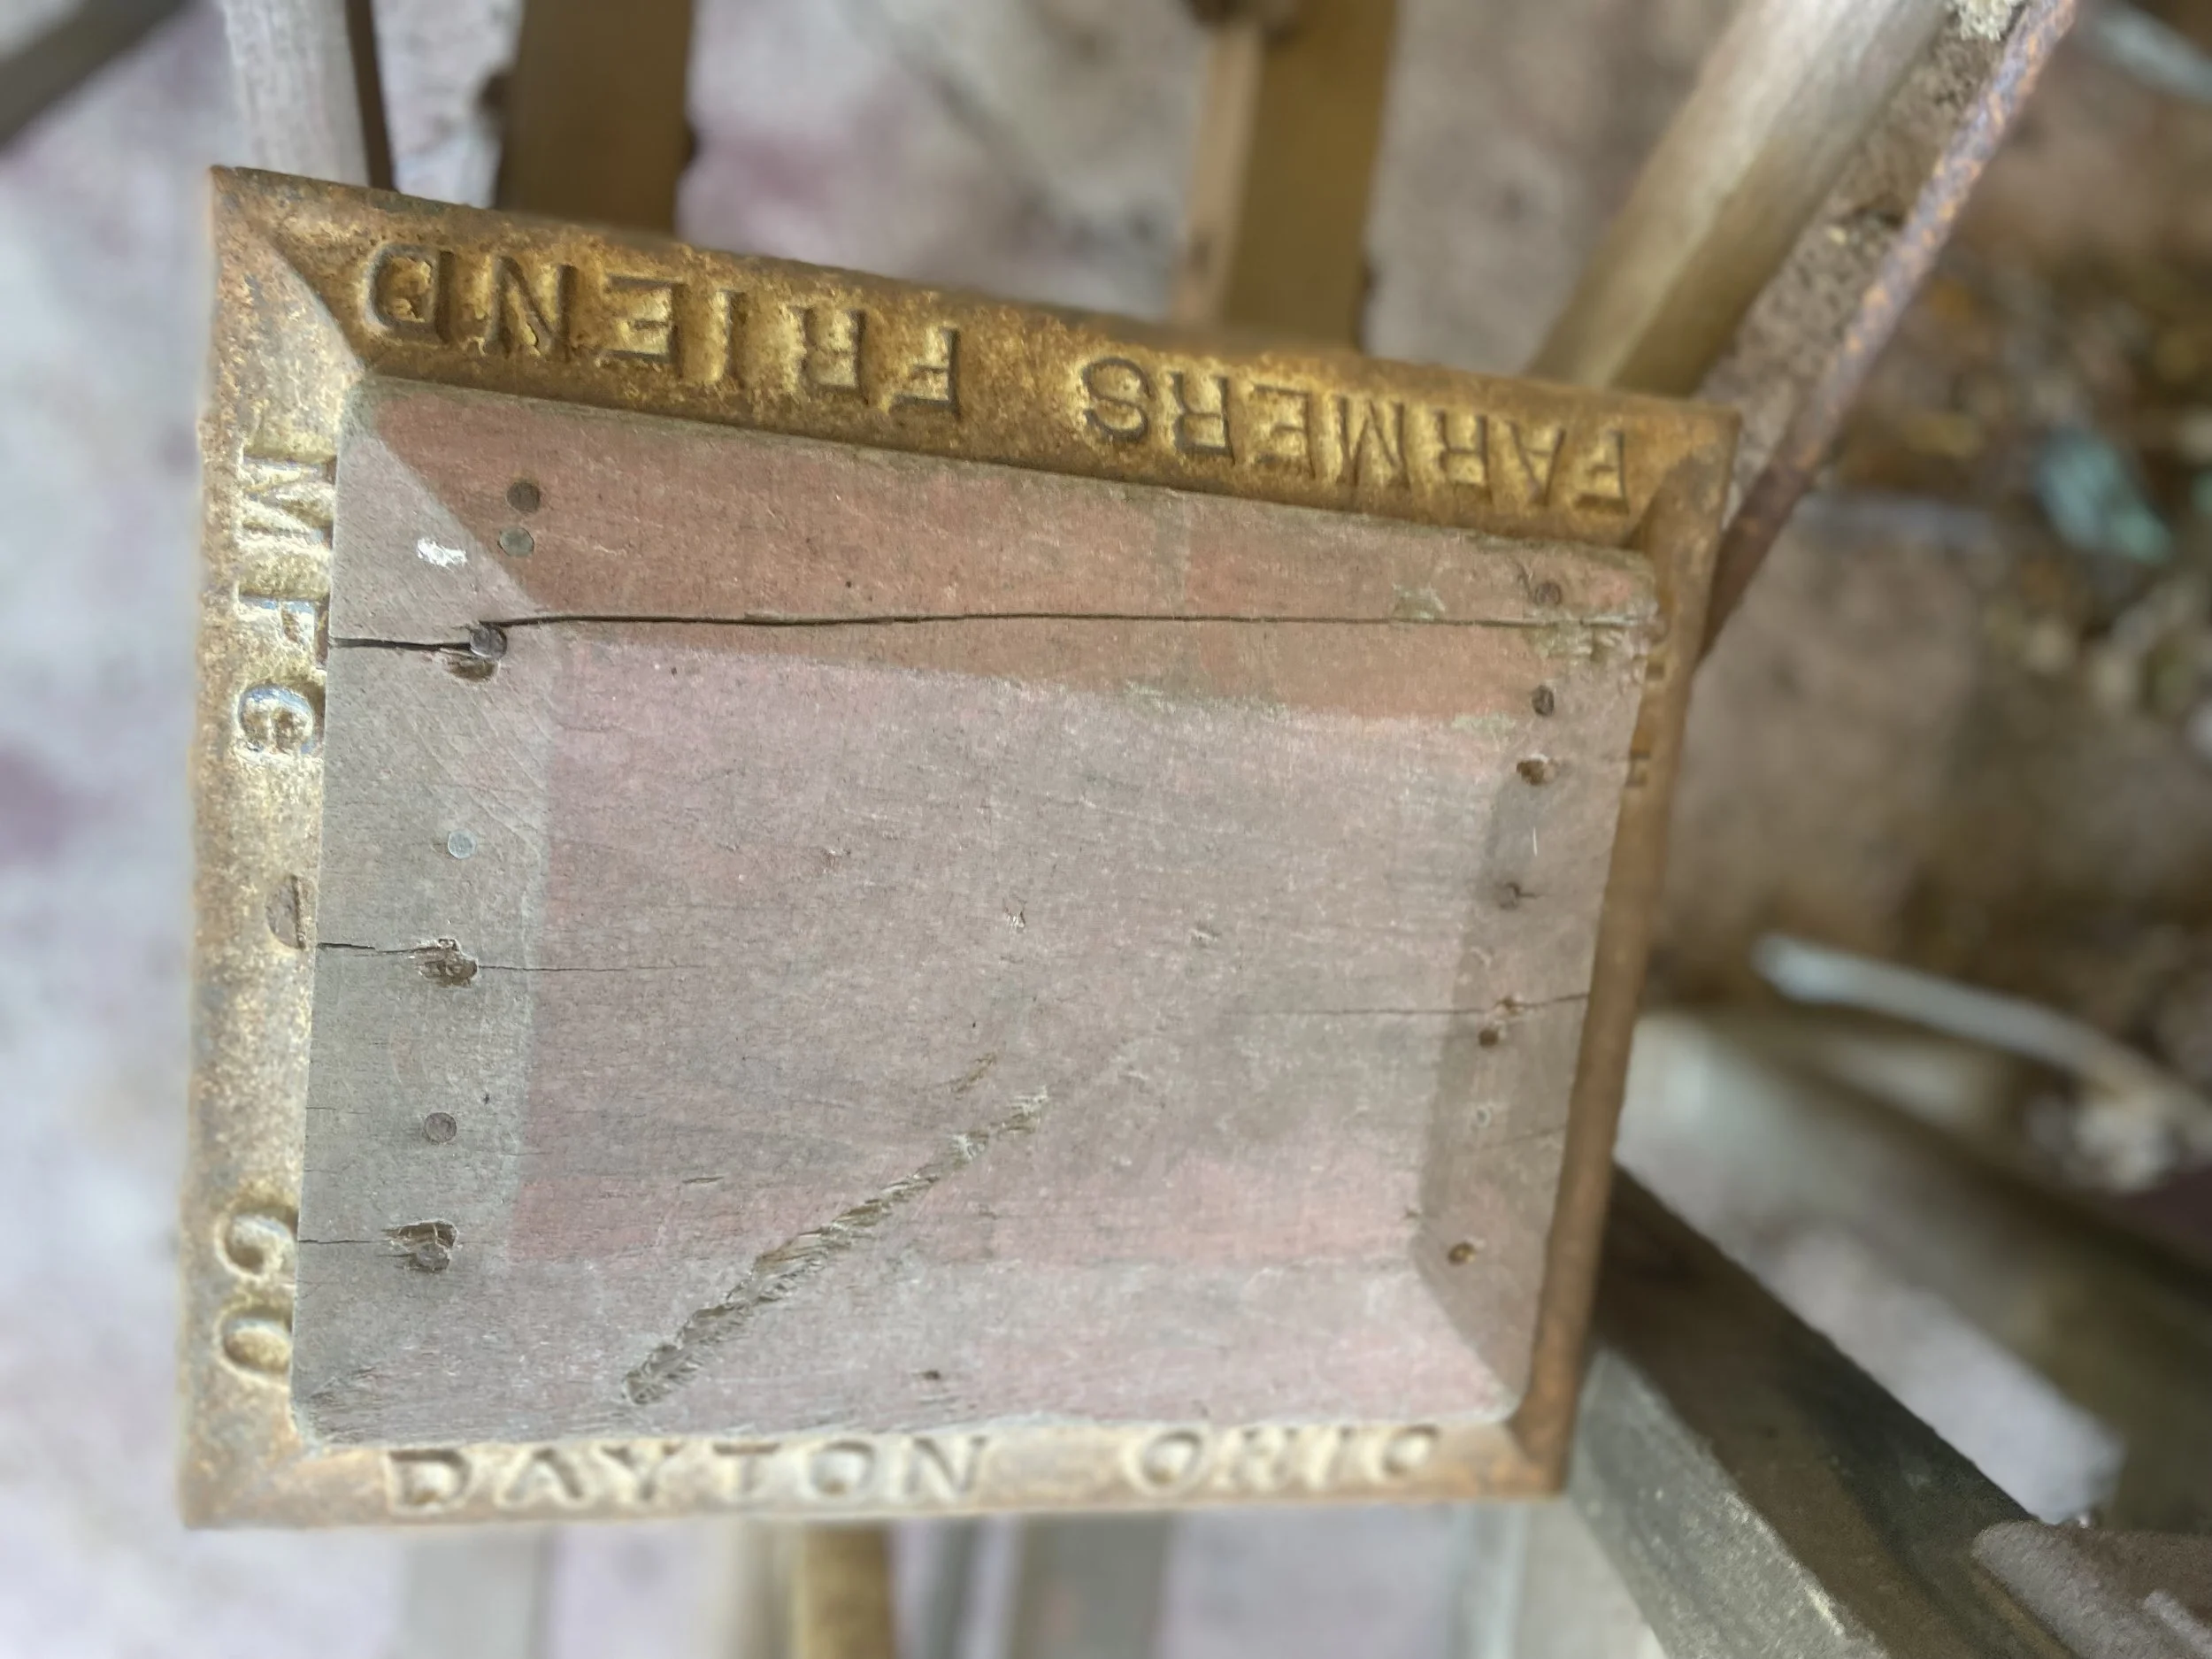 FARMERS FRIEND
MFG
CO
DAYTON OHIO